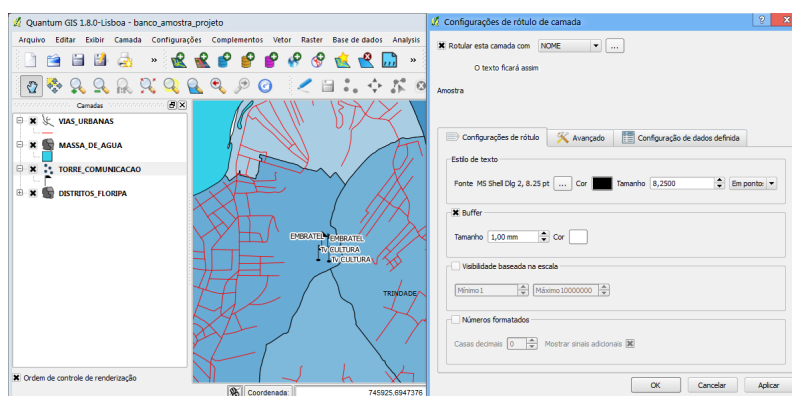 Quantum GIS 1.8.0-Lisboa - banco_amostra_projeto
Arquivo Editar Exibir Camada Configurações Complementos Vetor Raster Base de dados Analysis
»
»
Camadas
VIAS_URBANAS
MASSA_DE_AGUA
TORRE_COMUNICACAO
DISTRITOS_FLORIPA
EMBRATEL EMBRATEL
Tv CULTURA
Tv CULTURA
TRINDADE
Ordem de controle de renderização
Coordenada: 745925,6947376
Configurações de rótulo de camada
Rotular esta camada com NOME ...
O texto ficará assim
Amostra
Configurações de rótulo Avançado Configuração de dados definida
Estilo de texto
Fonte MS Shell Dlg 2, 8.25 pt ... Cor Tamanho 8,2500 Em ponto:
Buffer
Tamanho 1,00 mm Cor
Visibilidade baseada na escala
Mínimo 1 Máximo 10000000
Números formatados
Casas decimais 0 Mostrar sinais adicionais
OK Cancelar Aplicar